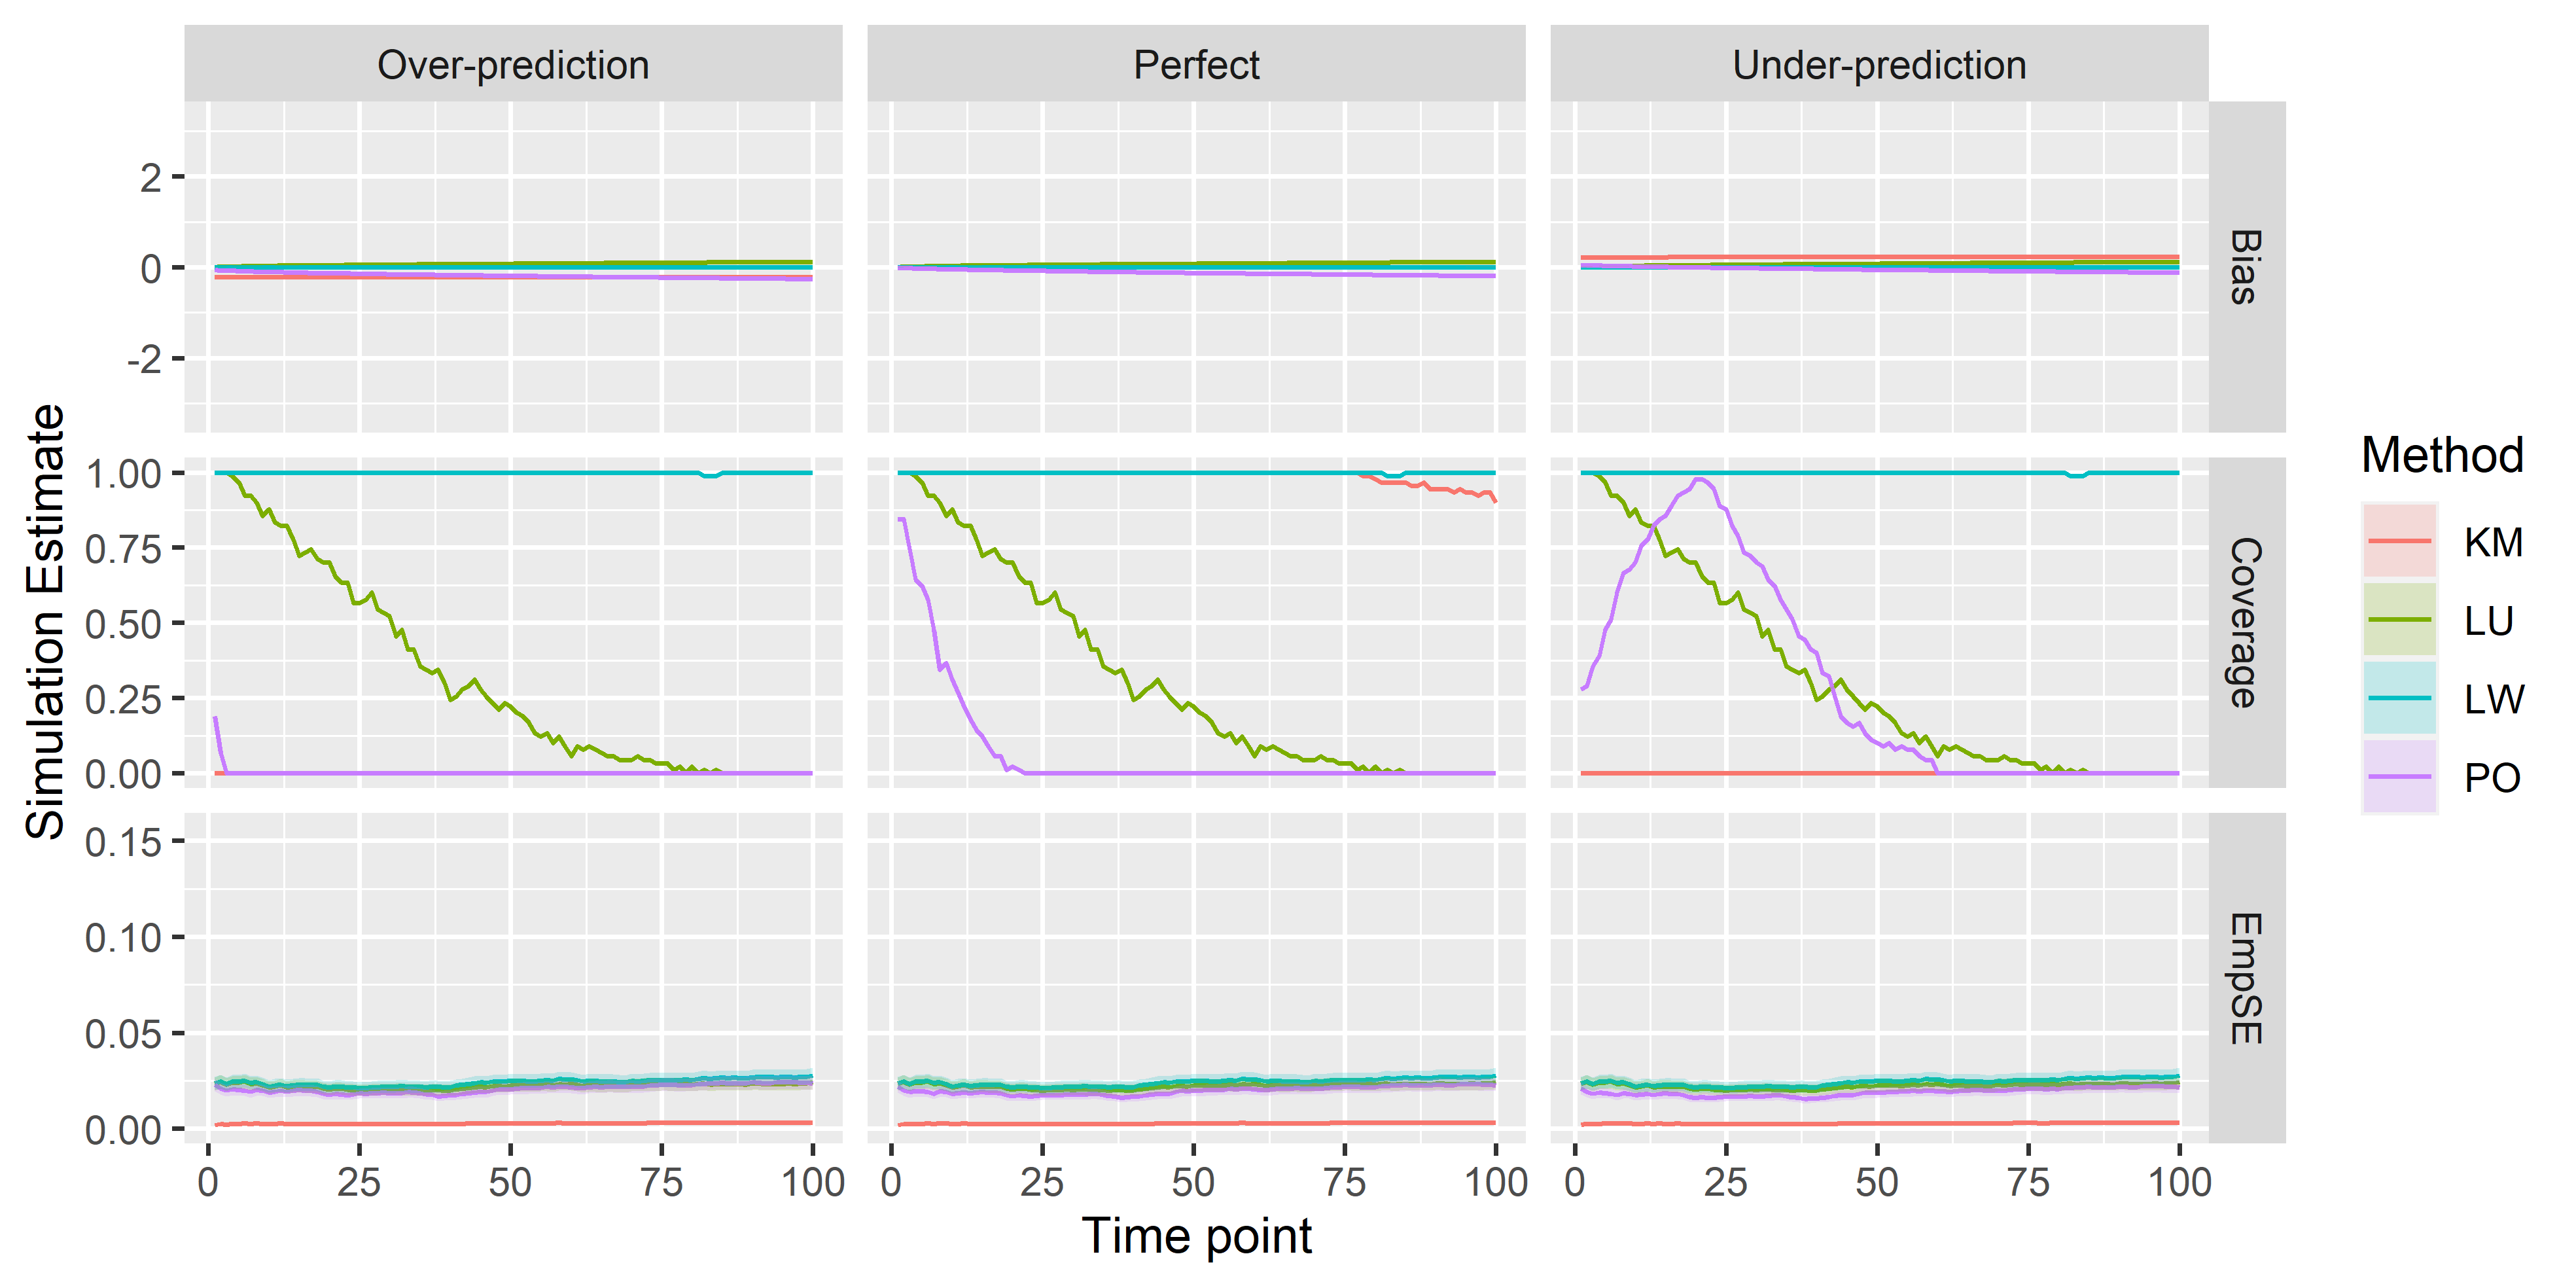 Over-prediction
Perfect
Under-prediction
Simulation Estimate
2
0
-2
Bias
1.00
0.75
0.50
0.25
0.00
Coverage
0.15
0.10
0.05
0.00
EmpSE
0 25 50 75 100
0 25 50 75 100
0 25 50 75 100
Time point
Method
KM
LU
LW
PO